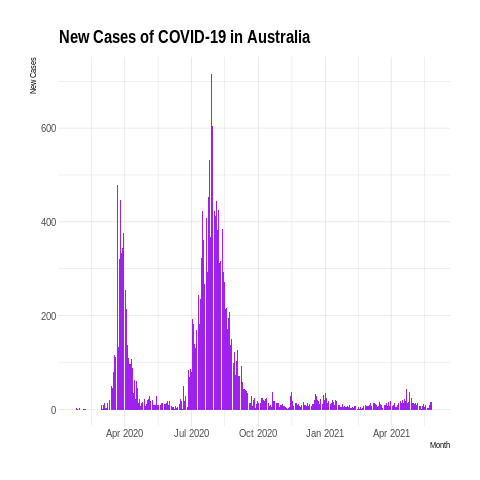 New Cases of COVID-19 in Australia
New Cases
600
400
200
0
Apr 2020 Jul 2020 Oct 2020 Jan 2021 Apr 2021
Month